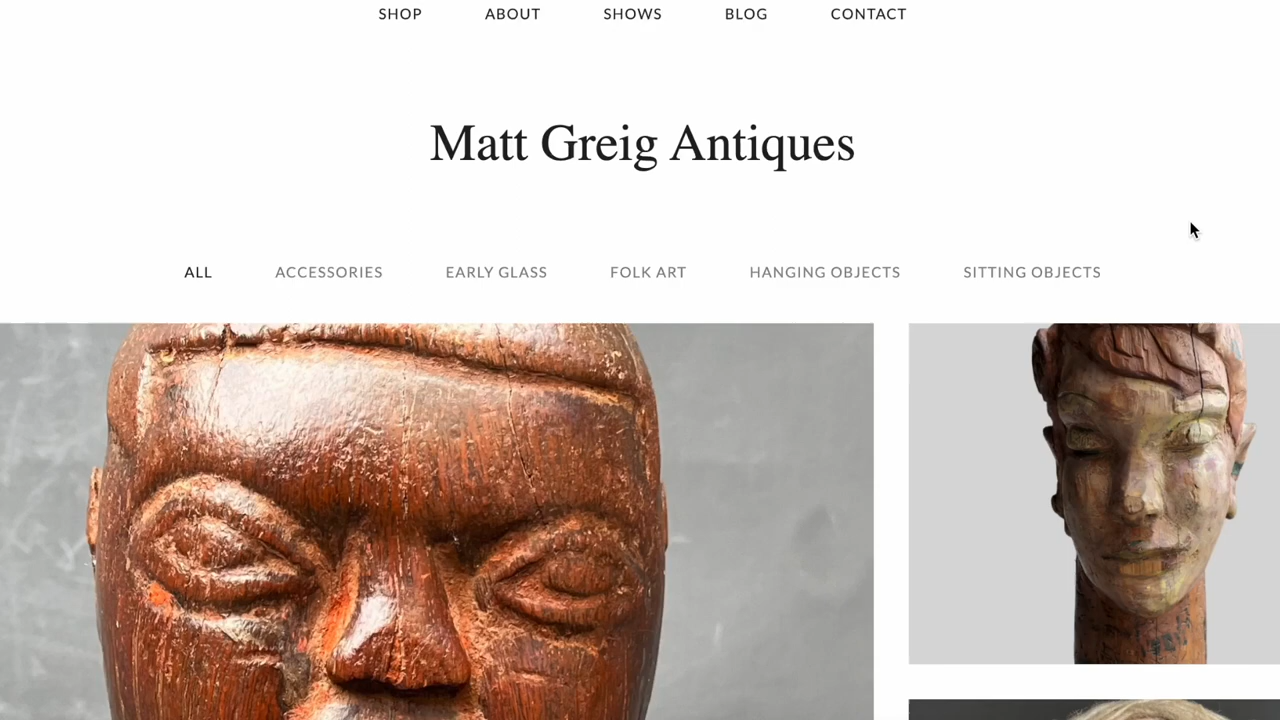 SHOP ABOUT SHOWS BLOG CONTACT
Matt Greig Antiques
ALL ACCESSORIES EARLY GLASS FOLK ART HANGING OBJECTS SITTING OBJECTS